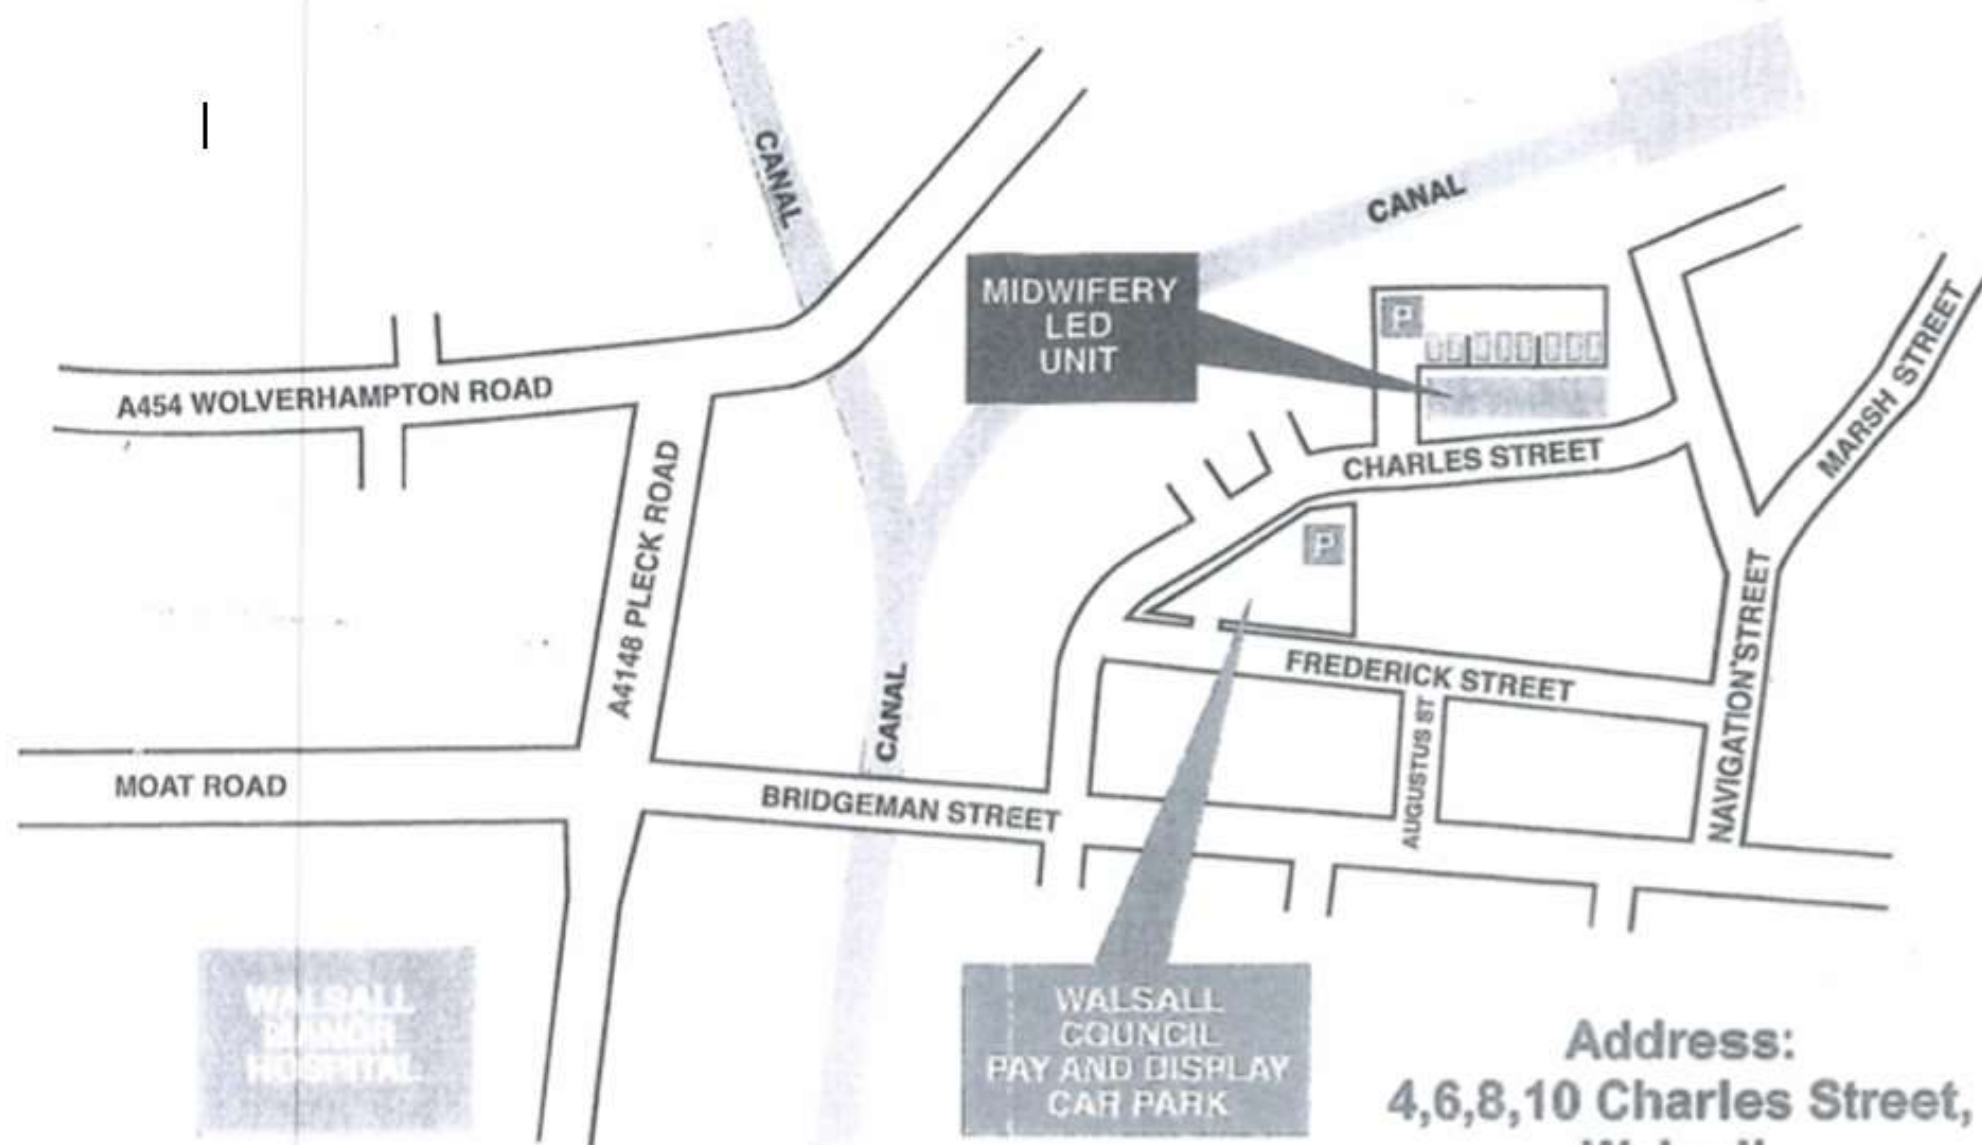 CANAL
CANAL
MIDWIFERY
LED
UNIT
P
A454 WOLVERHAMPTON ROAD
CHARLES STREET
MARSH STREET
A4148 PLECK ROAD
P
FREDERICK STREET
NAVIGATION STREET
CANAL
AUGUSTUS ST
MOAT ROAD
BRIDGEMAN STREET
WALSALL
MANOR
HOSPITAL
WALSALL
COUNCIL
PAY AND DISPLAY
CAR PARK
Address:
4,6,8,10 Charles Street,